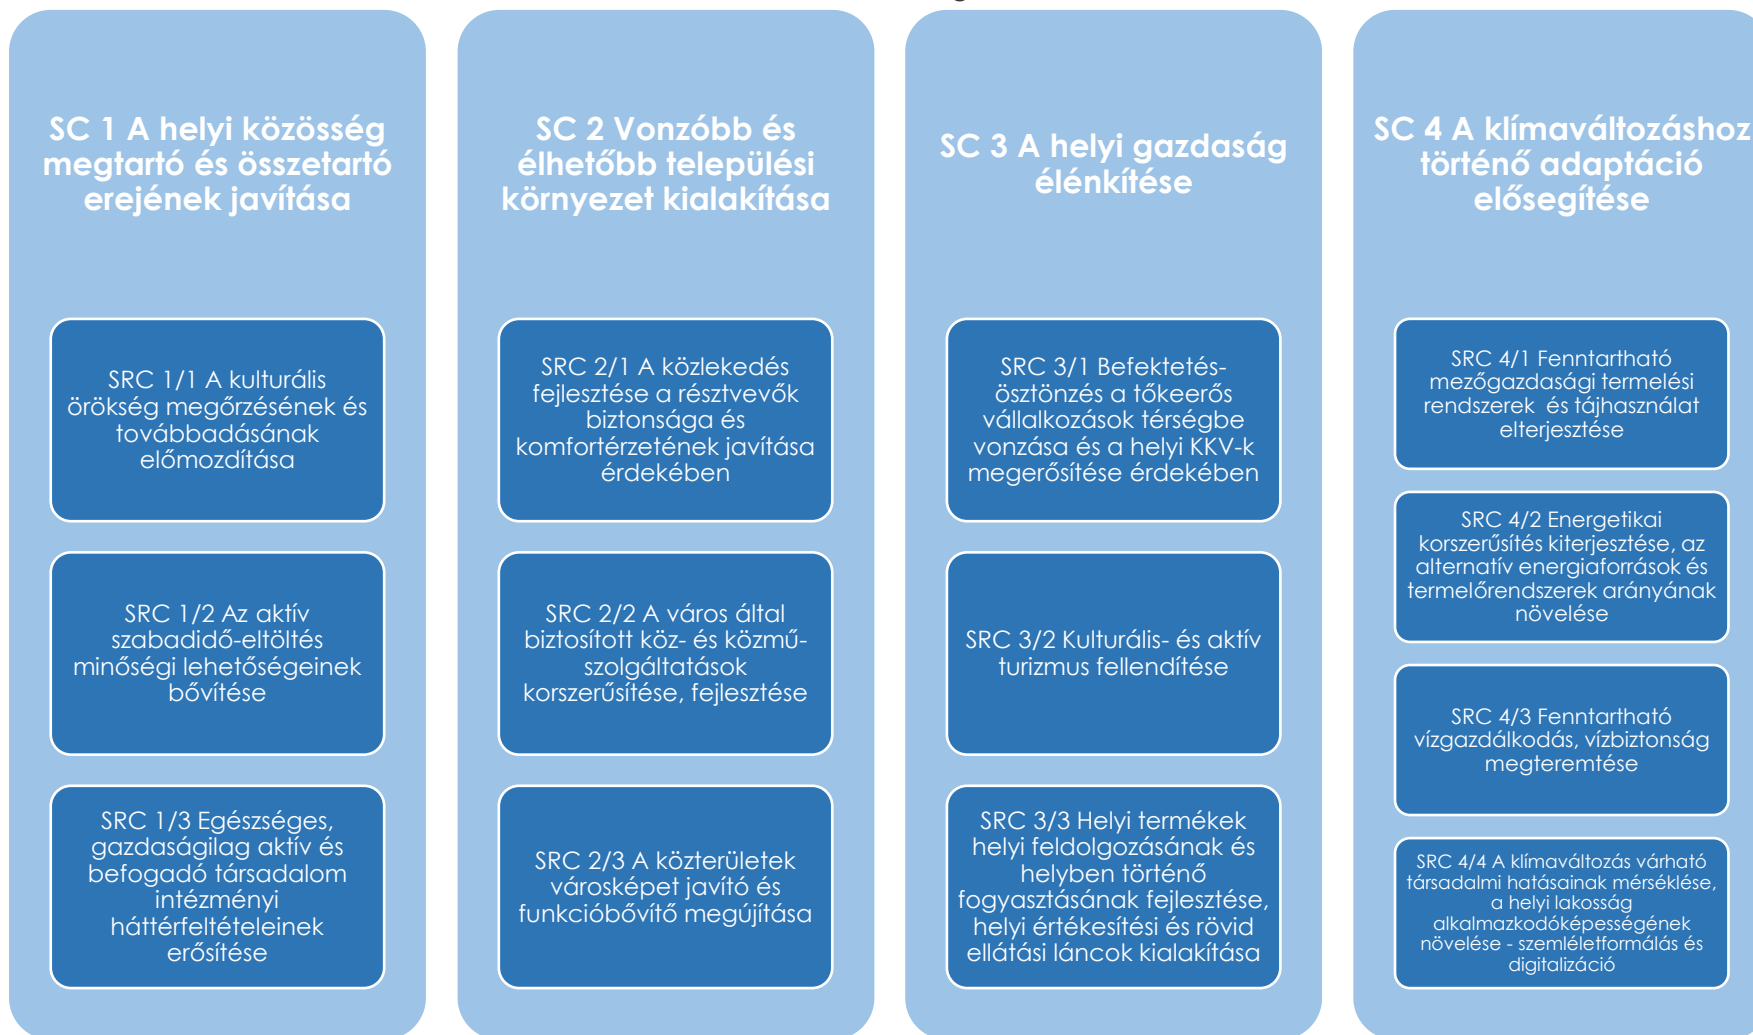 SC 1 A helyi közösség
megtartó és összetartó
erejének javítása
SRC 1/1 A kulturális
örökség megőrzésének és
továbbadásának
előmozdítása
SRC 1/2 Az aktív
szabadidő-eltöltés
minőségi lehetőségeinek
bővítése
SRC 1/3 Egészséges,
gazdaságilag aktív és
befogadó társadalom
intézményi
háttérfeltételeinek
erősítése
SC 2 Vonzóbb és
élhetőbb települési
környezet kialakítása
SRC 2/1 A közlekedés
fejlesztése a résztvevők
biztonsága és
komfortérzetének javítása
érdekében
SRC 2/2 A város által
biztosított köz- és közmű-
szolgáltatások
korszerűsítése, fejlesztése
SRC 2/3 A közterületek
városképet javító és
funkcióbővítő megújítása
SC 3 A helyi gazdaság
élénkítése
SRC 3/1 Befektetés-
ösztönzés a tőkeerős
vállalkozások térségbe
vonzása és a helyi KKV-k
megerősítése érdekében
SRC 3/2 Kulturális- és aktív
turizmus fellendítése
SRC 3/3 Helyi termékek
helyi feldolgozásának és
helyben történő
fogyasztásának fejlesztése,
helyi értékesítési és rövid
ellátási láncok kialakítása
SC 4 A klímaváltozáshoz
történő adaptáció
elősegítése
SRC 4/1 Fenntartható
mezőgazdasági termelési
rendszerek és tájhasználat
elterjesztése
SRC 4/2 Energetikai
korszerűsítés kiterjesztése, az
alternatív energiaforrások és
termelőrendszerek arányának
növelése
SRC 4/3 Fenntartható
vízgazdálkodás, vízbiztonság
megteremtése
SRC 4/4 A klímaváltozás várható
társadalmi hatásainak mérséklése,
a helyi lakosság
alkalmazkodóképességének
növelése - szemléletformálás és
digitalizáció